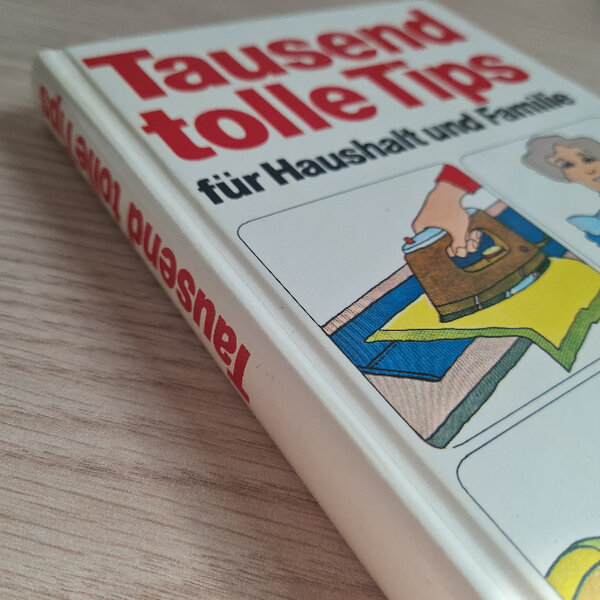 Tausend
tolle Tips
für Haushalt und Familie
Tausend tolle Tips